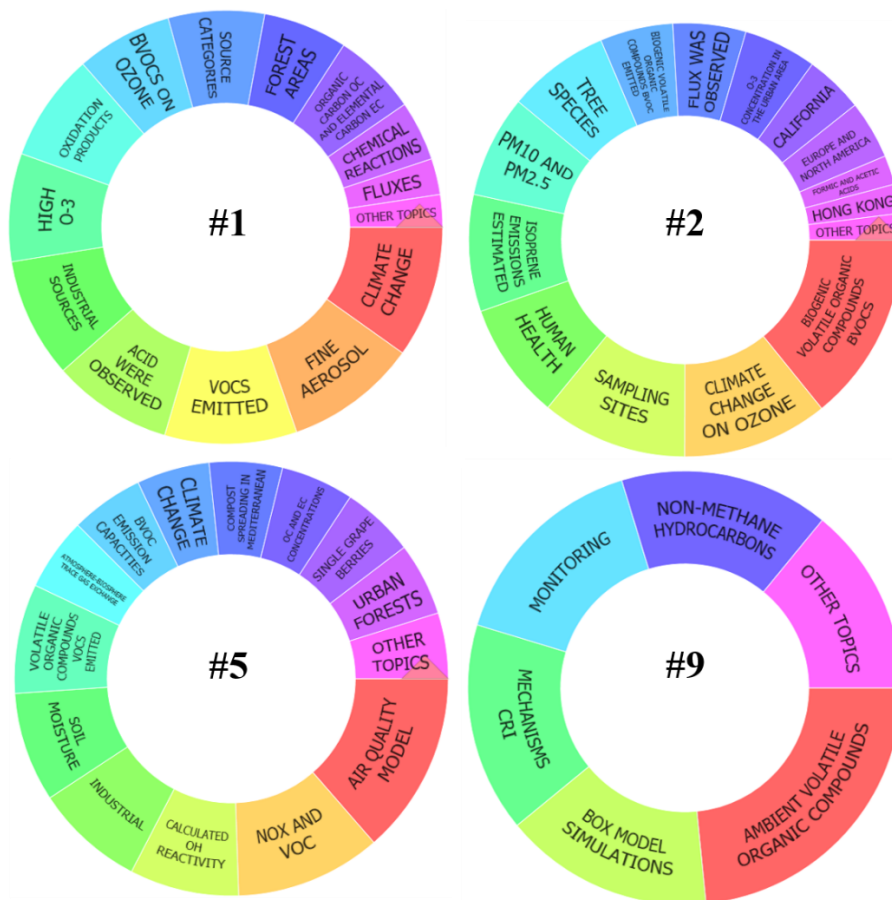 BVOCS ON
OZONE
SOURCE
CATEGORIES
FOREST
AREAS
ORGANIC
CARBON OC
AND ELEMENTAL
CARBON EC
CHEMICAL
REACTIONS
FLUXES
OTHER TOPICS
CLIMATE
CHANGE
FINE
AEROSOL
VOCS
EMITTED
ACID
WERE
OBSERVED
INDUSTRIAL
SOURCES
HIGH
O-3
OXIDATION
PRODUCTS
#1
BIOGENIC VOLATILE
ORGANIC
COMPOUNDS BVOC
EMITTED
FLUX WAS
OBSERVED
O-3
CONCENTRATION IN
THE URBAN AREA
CALIFORNIA
EUROPE AND
NORTH AMERICA
FORMIC AND ACETIC
ACIDS
HONG KONG
OTHER TOPICS
BIOGENIC
VOLATILE ORGANIC
COMPOUNDS
BVOCS
CLIMATE
CHANGE
ON OZONE
SAMPLING
SITES
HUMAN
HEALTH
ISOPRENE
EMISSIONS
ESTIMATED
PM10 AND
PM2.5
TREE
SPECIES
#2
CLIMATE
CHANGE
COMPOST
SPREADING IN
MEDITERRANEAN
OC AND EC
CONCENTRATIONS
SINGLE GRAPE
BERRIES
URBAN
FORESTS
OTHER
TOPICS
AIR QUALITY
MODEL
NOX AND
VOC
CALCULATED
OH
REACTIVITY
INDUSTRIAL
SOIL
MOISTURE
VOLATILE
ORGANIC
COMPOUNDS
VOCS
EMITTED
ATMOSPHERE-BIOSPHERE
TRACE GAS EXCHANGE
BVOC
EMISSION
CAPACITIES
#5
NON-METHANE
HYDROCARBONS
OTHER
TOPICS
AMBIENT VOLATILE
ORGANIC COMPOUNDS
BOX MODEL
SIMULATIONS
MECHANISMS
CRI
MONITORING
#9